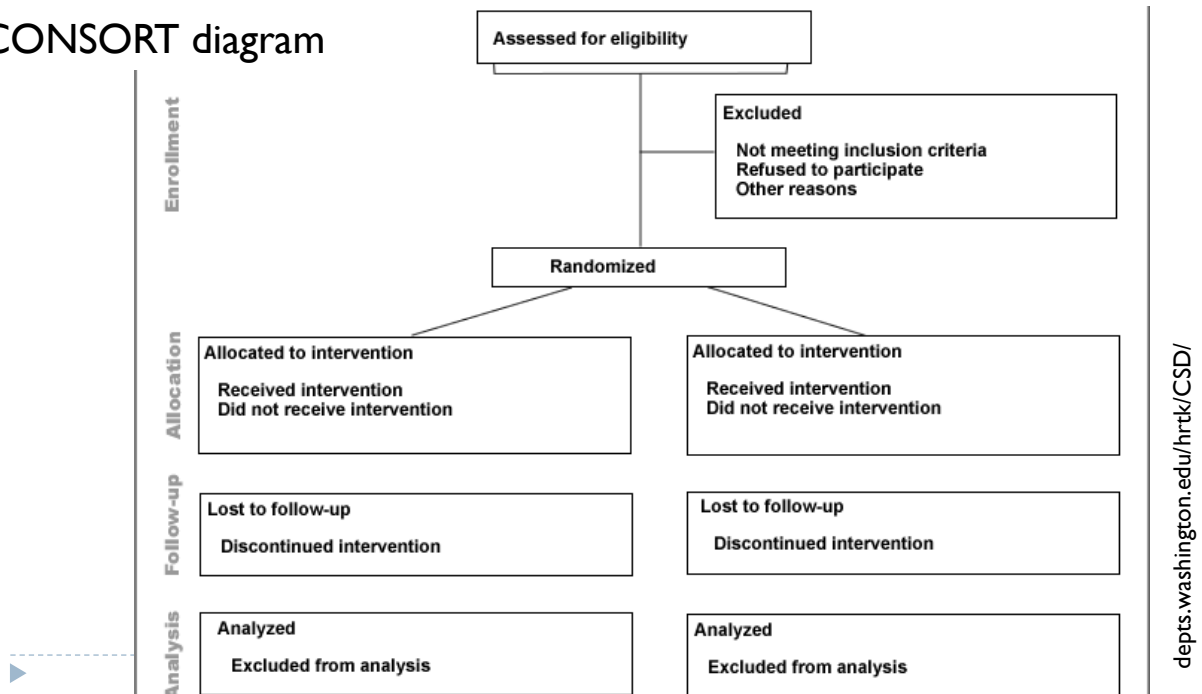 CONSORT diagram
Assessed for eligibility
Enrollment
Excluded
Not meeting inclusion criteria
Refused to participate
Other reasons
Randomized
Allocation
Allocated to intervention
Received intervention
Did not receive intervention
Allocated to intervention
Received intervention
Did not receive intervention
Follow-up
Lost to follow-up
Discontinued intervention
Lost to follow-up
Discontinued intervention
Analysis
Analyzed
Excluded from analysis
Analyzed
Excluded from analysis
depts.washington.edu/hrtk/CSD/